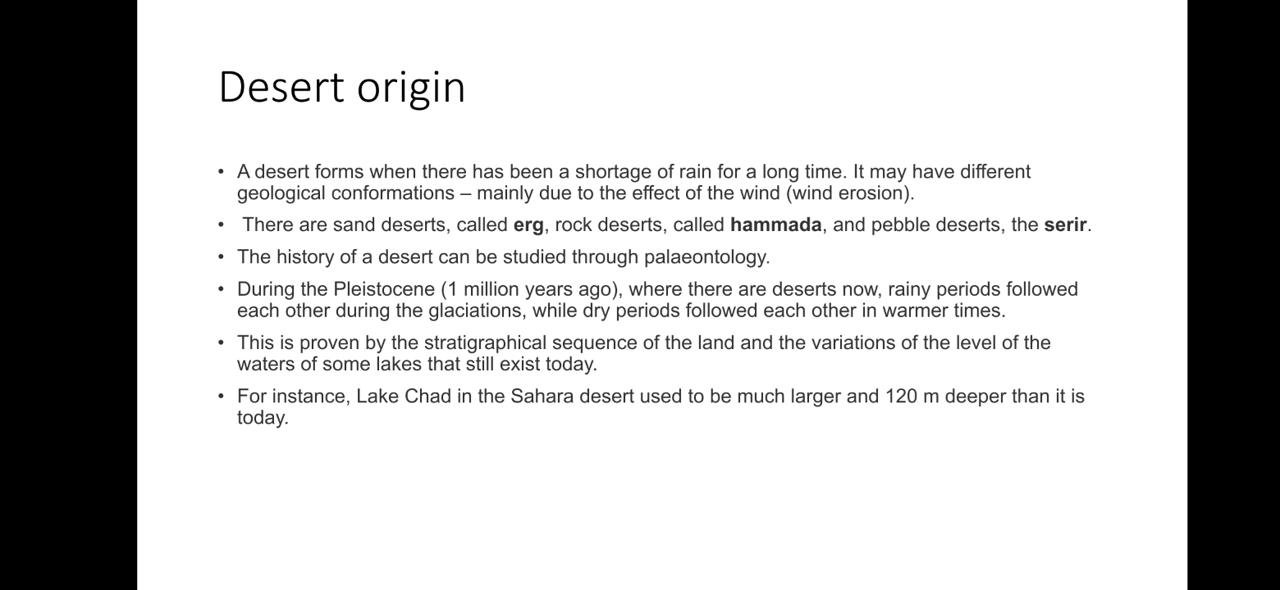 Desert origin
• A desert forms when there has been a shortage of rain for a long time. It may have different
geological conformations – mainly due to the effect of the wind (wind erosion).
• There are sand deserts, called erg, rock deserts, called hammada, and pebble deserts, the serir.
• The history of a desert can be studied through palaeontology.
• During the Pleistocene (1 million years ago), where there are deserts now, rainy periods followed
each other during the glaciations, while dry periods followed each other in warmer times.
• This is proven by the stratigraphical sequence of the land and the variations of the level of the
waters of some lakes that still exist today.
• For instance, Lake Chad in the Sahara desert used to be much larger and 120 m deeper than it is
today.